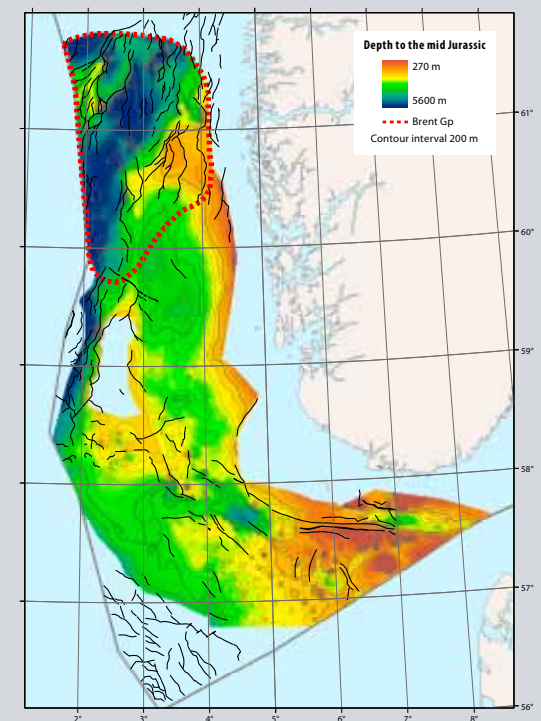 Depth to the mid Jurassic
270 m
5600 m
Brent Gp
Contour interval 200 m
61°
60°
59°
58°
57°
56°
2°
3°
4°
5°
6°
7°
8°